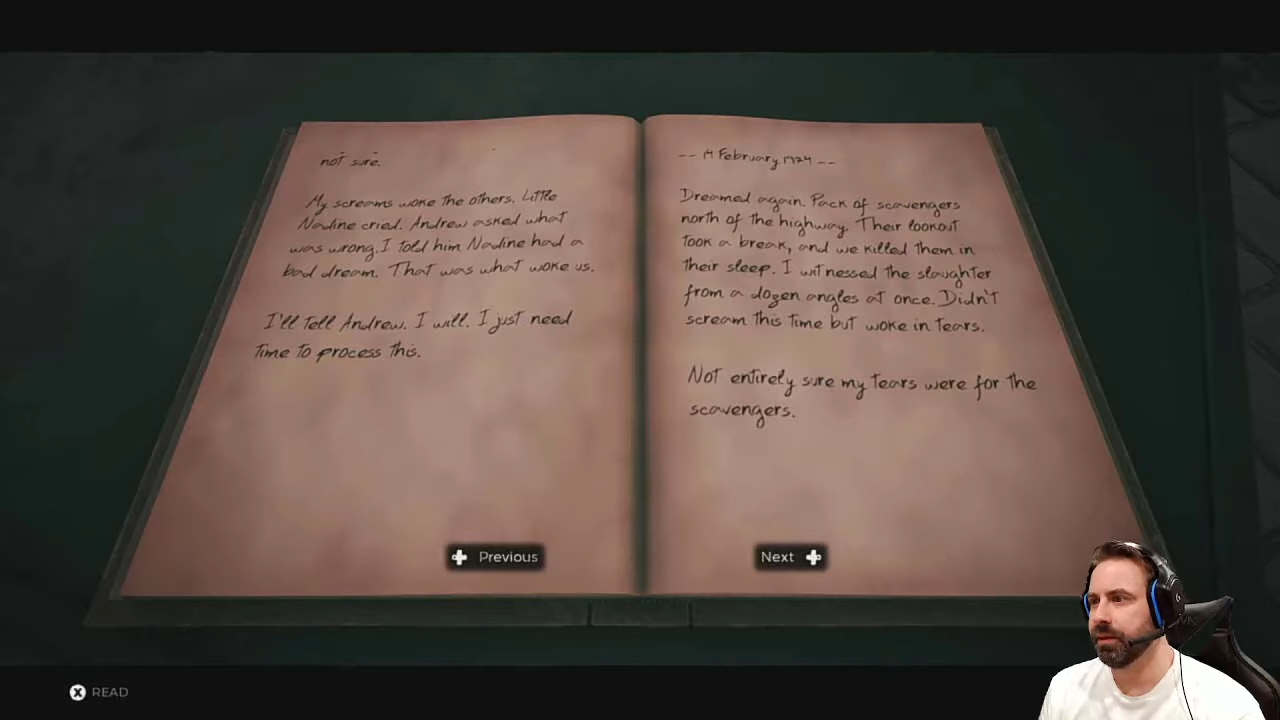 not sure.
My screams woke the others. Little
Nadine cried. Andrew asked what
was wrong. I told him Nadine had a
bad dream. That was what woke us.
I'll tell Andrew. I will. I just need
time to process this.
-- 14 February, 1924 --
Dreamed again. Pack of scavengers
north of the highway. Their lookout
took a break, and we killed them in
their sleep. I witnessed the slaughter
from a dozen angles at once. Didn't
scream this time but woke in tears.
Not entirely sure my tears were for the
scavengers.
Previous
Next
X READ